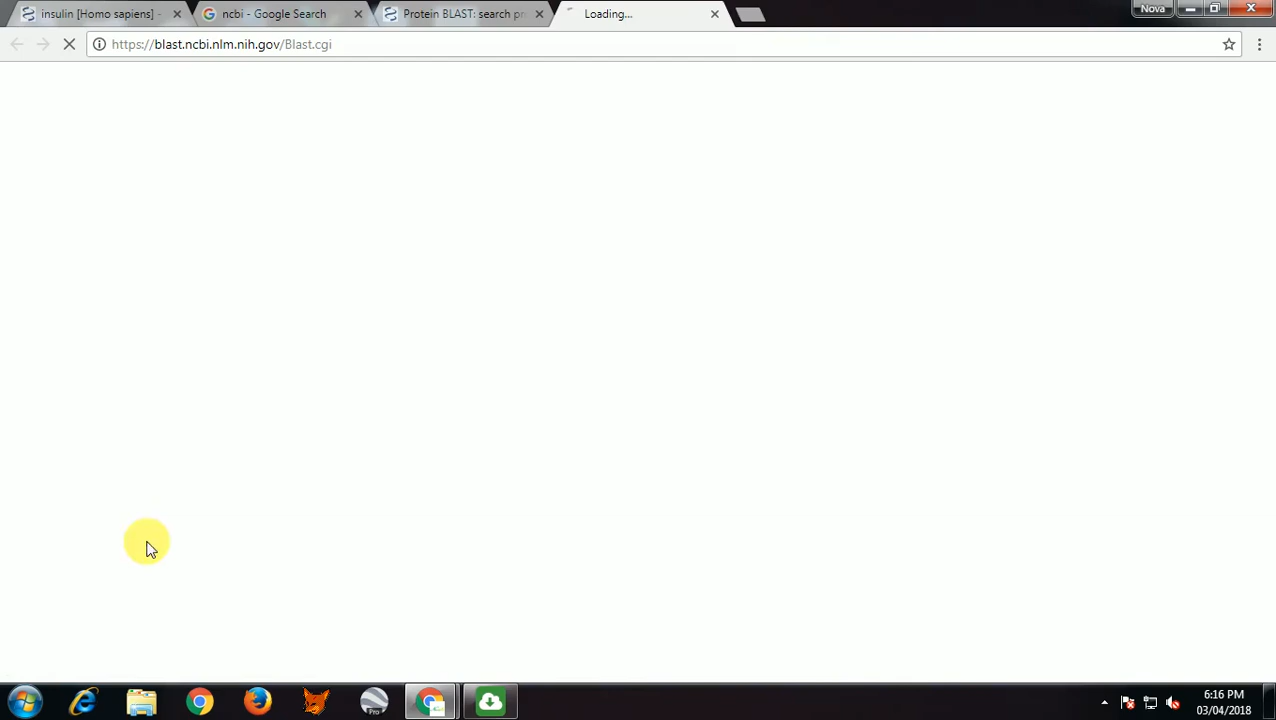 insulin [Homo sapiens] -
ncbi - Google Search
Protein BLAST: search pr
Loading...
Nova
https://blast.ncbi.nlm.nih.gov/Blast.cgi
Pro
6:16 PM
03/04/2018